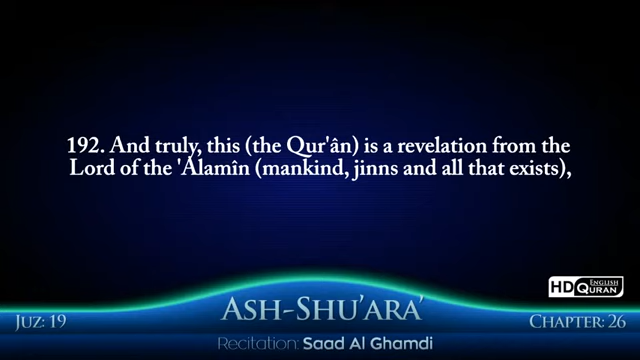 192. And truly, this (the Qur'ân) is a revelation from the
Lord of the 'Alamîn (mankind, jinns and all that exists),
HD ENGLISH QURAN
ASH-SHU'ARA'
JUZ: 19
CHAPTER: 26
Recitation: Saad Al Ghamdi